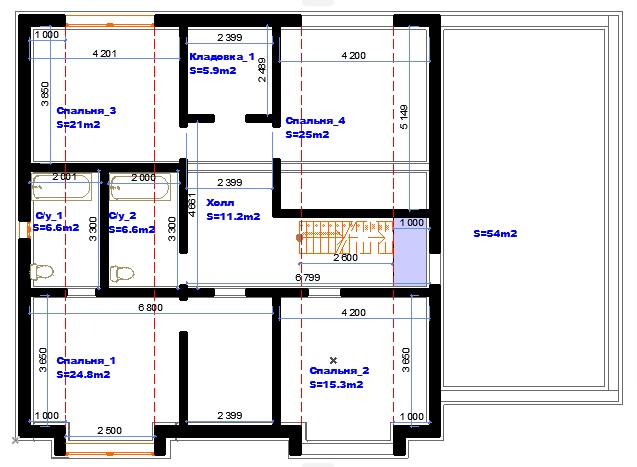 1 000
2 399
4 201
Кладовка_1
S=5.9m2
4 200
3 850
2 489
Спальня_3
S=21m2
Спальня_4
S=25m2
5 149
2 001
2 000
2 399
4 661
С/у_1
S=6.6m2
С/у_2
S=6.6m2
Холл
S=11.2m2
3 300
3 300
1 000
S=54m2
2 600
6 799
6 800
4 200
3 650
3 650
Спальня_1
S=24.8m2
Спальня_2
S=15.3m2
1 000
2 399
1 000
2 500